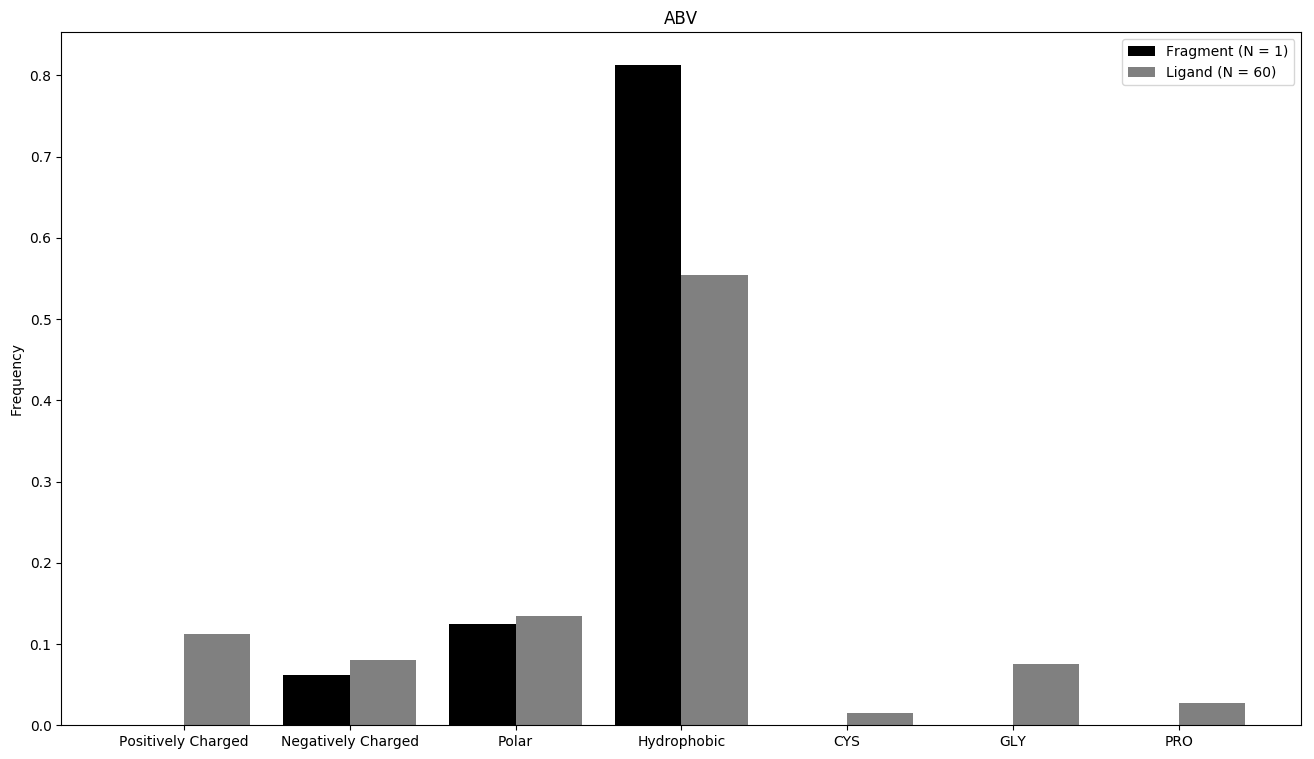 ABV
Fragment (N = 1)
Ligand (N = 60)
Frequency
0.8
0.7
0.6
0.5
0.4
0.3
0.2
0.1
0.0
Positively Charged Negatively Charged Polar Hydrophobic CYS GLY PRO